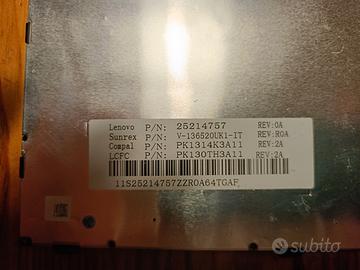 Lenovo P/N: 25214757 REV:0A
Sunrex P/N: V-136520UK1-IT REV:R0A
Compal P/N: PK1314K3A11 REV:2A
LCFC P/N: PK130TH3A11 REV:2A
11S25214757ZZR0A64TGAF
subito